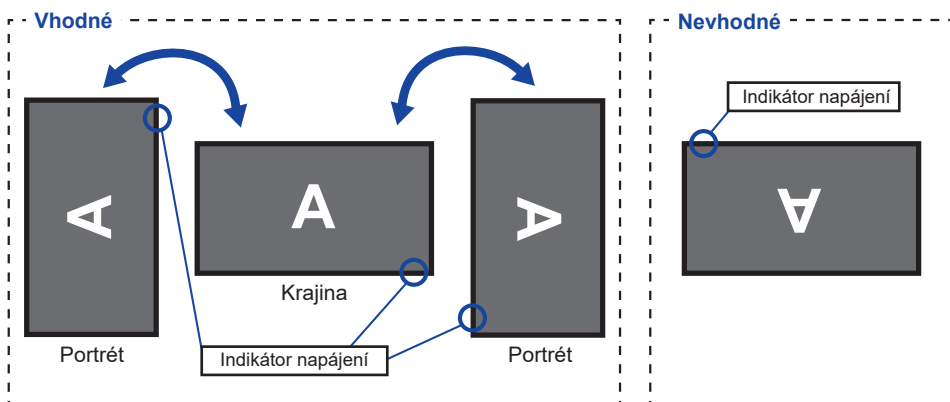 Vhodné
Nevhodné
Indikátor napájení
A
A
A
A
Krajina
Portrét
Indikátor napájení
Portrét